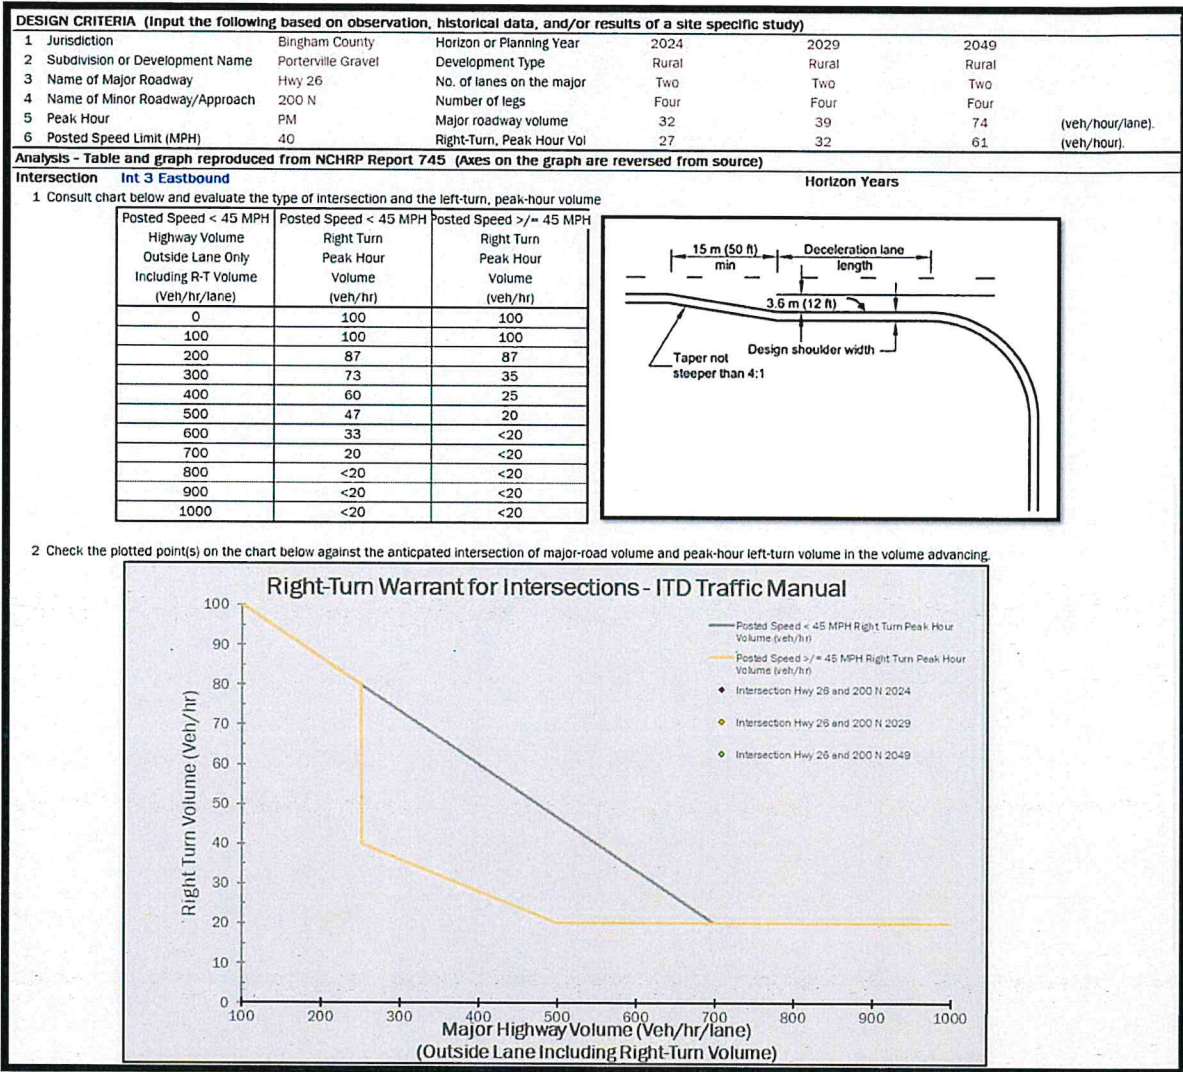 DESIGN CRITERIA (Input the following based on observation, historical data, and/or results of a site specific study)
1 Jurisdiction Bingham County Horizon or Planning Year 2024 2029 2049
2 Subdivision or Development Name Porterville Gravel Development Type Rural Rural Rural
3 Name of Major Roadway Hwy 26 No. of lanes on the major Two Two Two
4 Name of Minor Roadway/Approach 200 N Number of legs Four Four Four
5 Peak Hour PM Major roadway volume 32 39 74 (veh/hour/lane).
6 Posted Speed Limit (MPH) 40 Right-Turn, Peak Hour Vol 27 32 61 (veh/hour).
Analysis - Table and graph reproduced from NCHRP Report 745 (Axes on the graph are reversed from source)
Intersection Int 3 Eastbound Horizon Years
1 Consult chart below and evaluate the type of intersection and the left-turn, peak-hour volume
Posted Speed < 45 MPH Posted Speed < 45 MPH Posted Speed >/= 45 MPH
Highway Volume Right Turn Right Turn
Outside Lane Only Peak Hour Peak Hour
Including R-T Volume Volume Volume
(Veh/hr/lane) (veh/hr) (veh/hr)
0 100 100
100 100 100
200 87 87
300 73 35
400 60 25
500 47 20
600 33 <20
700 20 <20
800 <20 <20
900 <20 <20
1000 <20 <20
15 m (50 ft) Deceleration lane
min length
3.6 m (12 ft)
Taper not Design shoulder width
steeper than 4:1
2 Check the plotted point(s) on the chart below against the anticpated intersection of major-road volume and peak-hour left-turn volume in the volume advancing.
Right-Turn Warrant for Intersections - ITD Traffic Manual
Posted Speed < 45 MPH Right Turn Peak Hour
Volume (veh/hr)
Posted Speed >/= 45 MPH Right Turn Peak Hour
Volume (veh/hr)
Intersection Hwy 26 and 200 N 2024
Intersection Hwy 26 and 200 N 2029
Intersection Hwy 26 and 200 N 2049
Right Turn Volume (Veh/hr)
100
90
80
70
60
50
40
30
20
10
0
100 200 300 400 500 600 700 800 900 1000
Major Highway Volume (Veh/hr/lane)
(Outside Lane Including Right-Turn Volume)